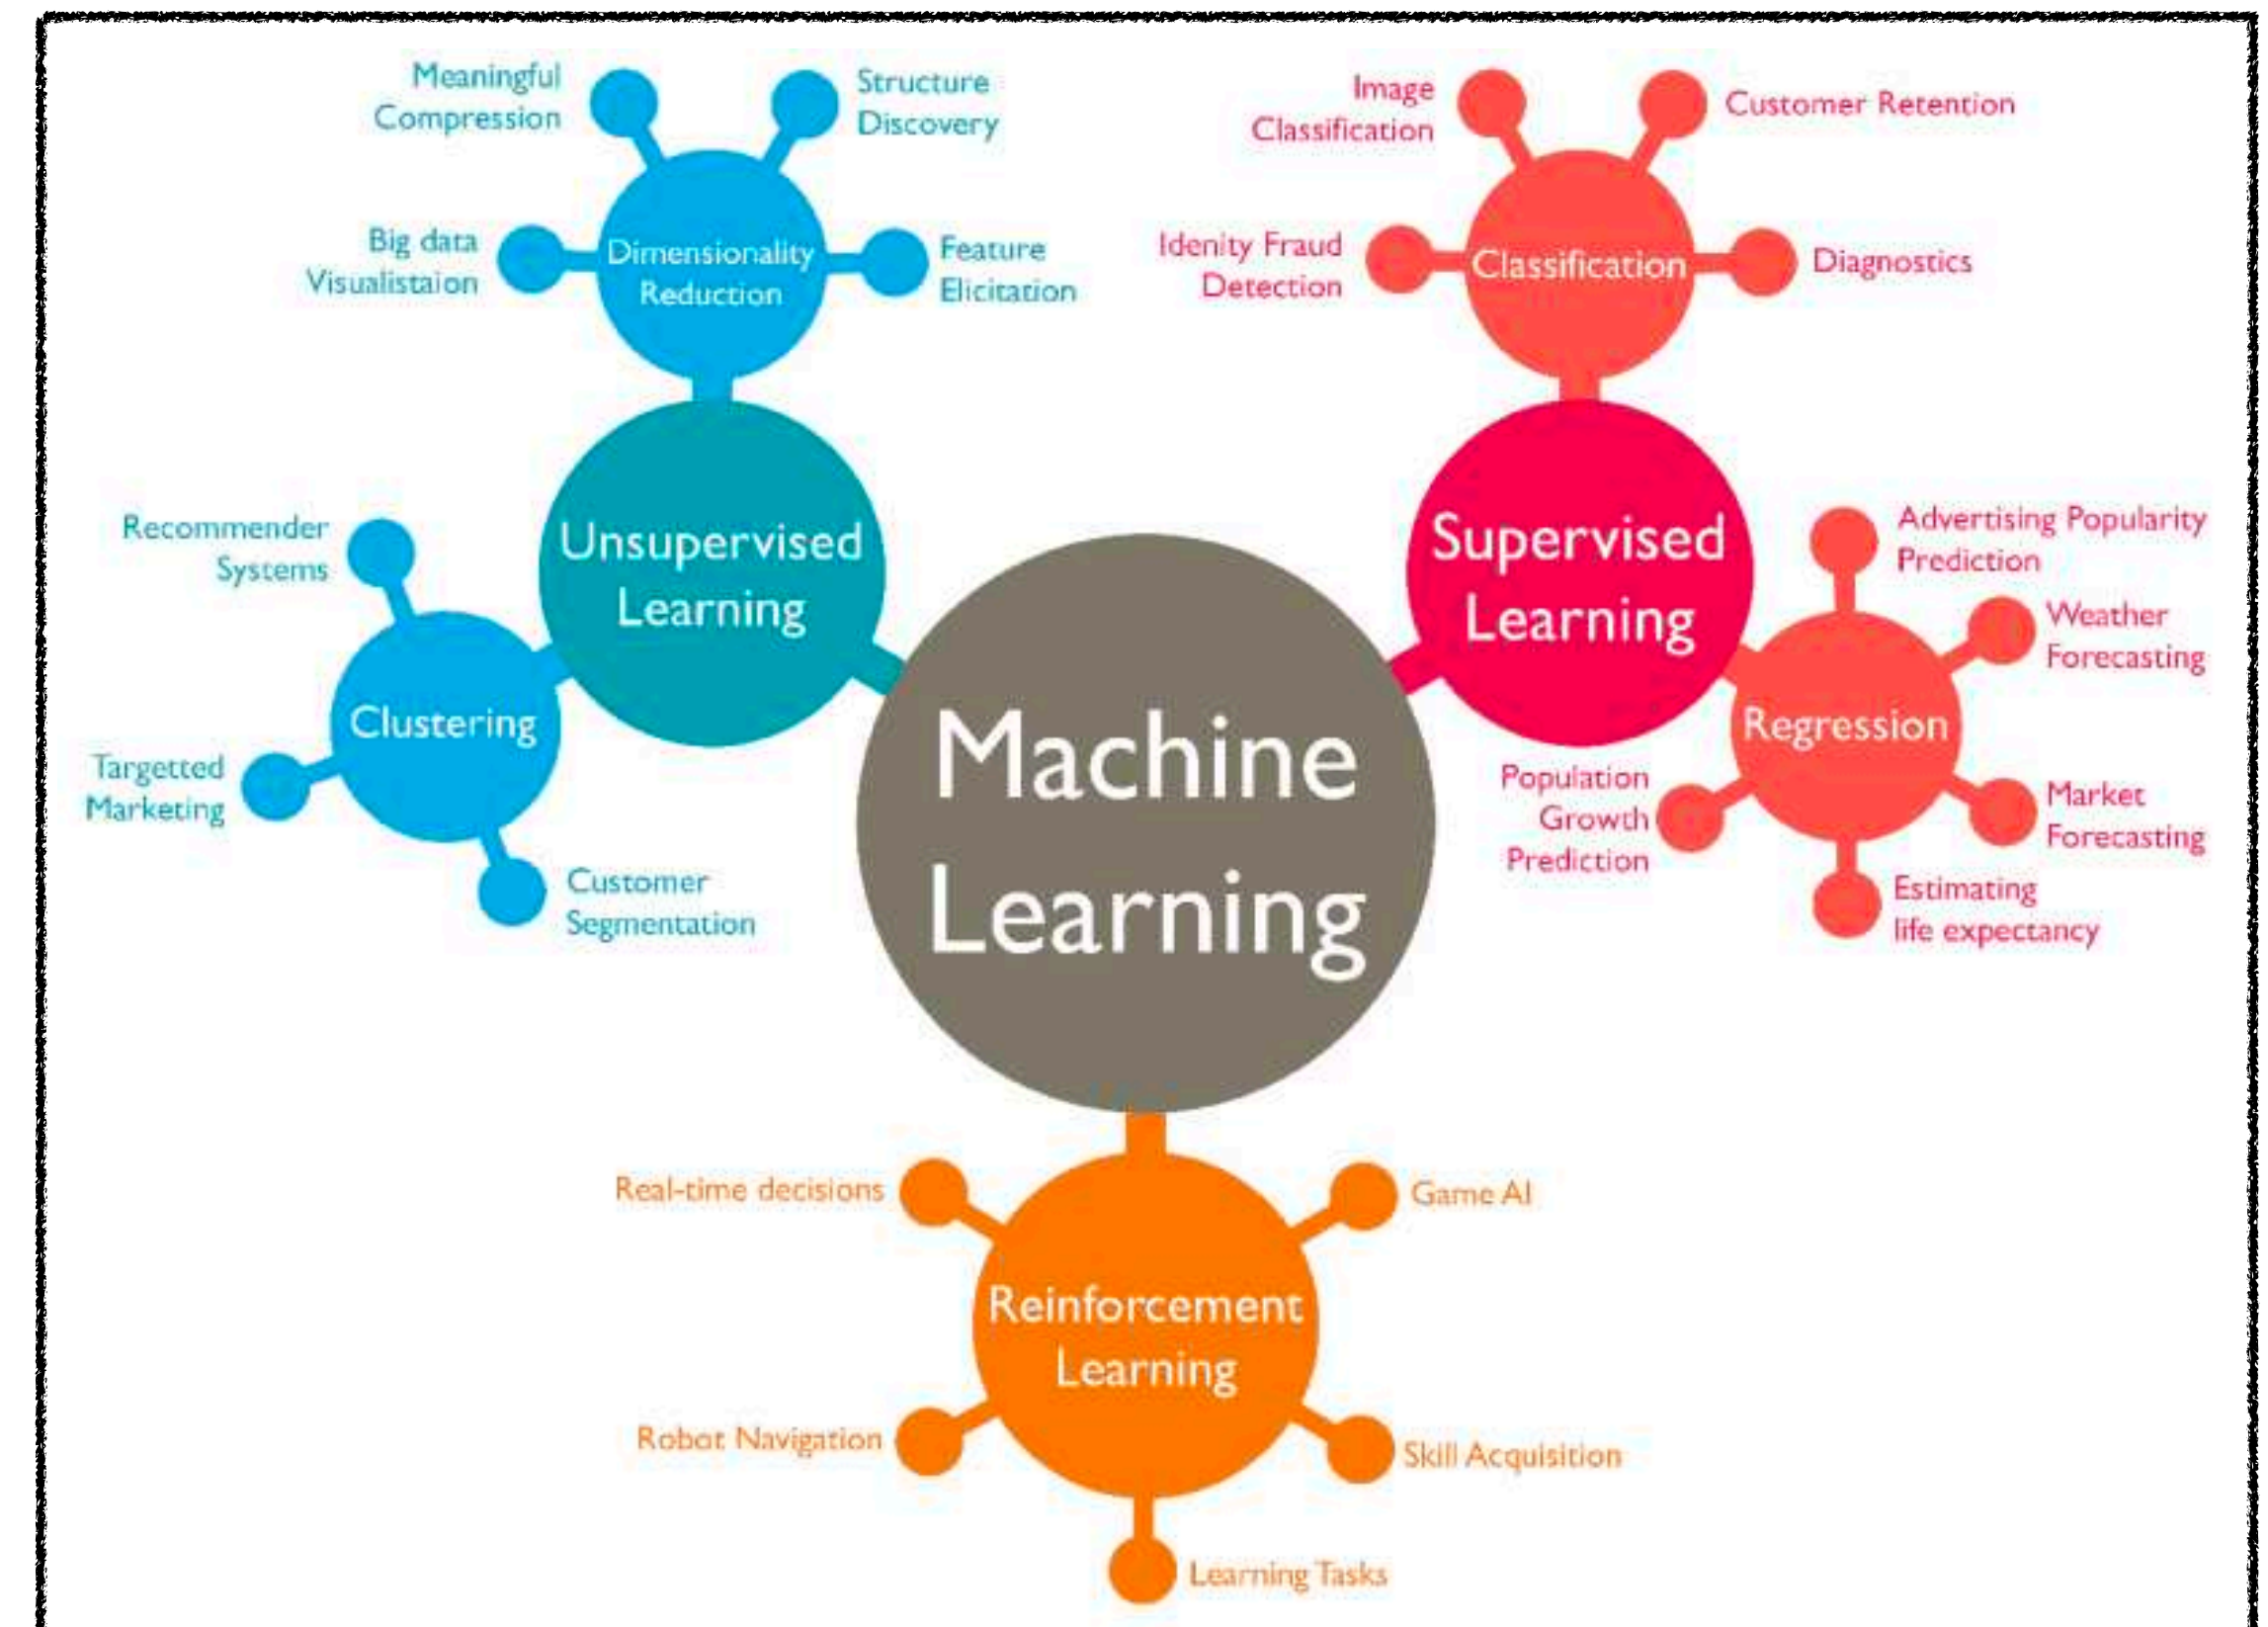 Meaningful
Compression
Structure
Discovery
Big data
Visualistaion
Dimensionality
Reduction
Feature
Elicitation
Image
Classification
Customer Retention
Idenity Fraud
Detection
Classification
Diagnostics
Unsupervised
Learning
Recommender
Systems
Clustering
Targetted
Marketing
Customer
Segmentation
Supervised
Learning
Advertising Popularity
Prediction
Weather
Forecasting
Regression
Population
Growth
Prediction
Market
Forecasting
Estimating
life expectancy
Machine
Learning
Real-time decisions
Game AI
Reinforcement
Learning
Robot Navigation
Skill Acquisition
Learning Tasks